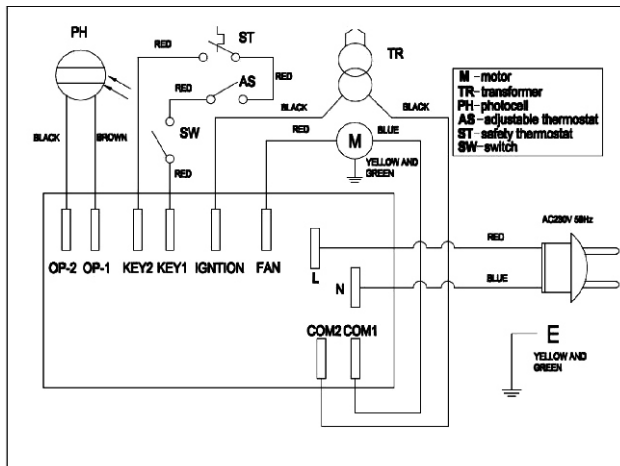 PH
RED
ST
TR
AS
RED
RED
SW
BLACK
BLACK
BLACK
BROWN
RED
M
BLUE
RED
YELLOW AND
GREEN
M-motor
TR-transformer
PH-photocell
AS-adjustable thermostat
ST-safety thermostat
SW-switch
OP-2
OP-1
KEY2
KEY1
IGNTION
FAN
L
N
COM2
COM1
RED
BLUE
E
YELLOW AND
GREEN